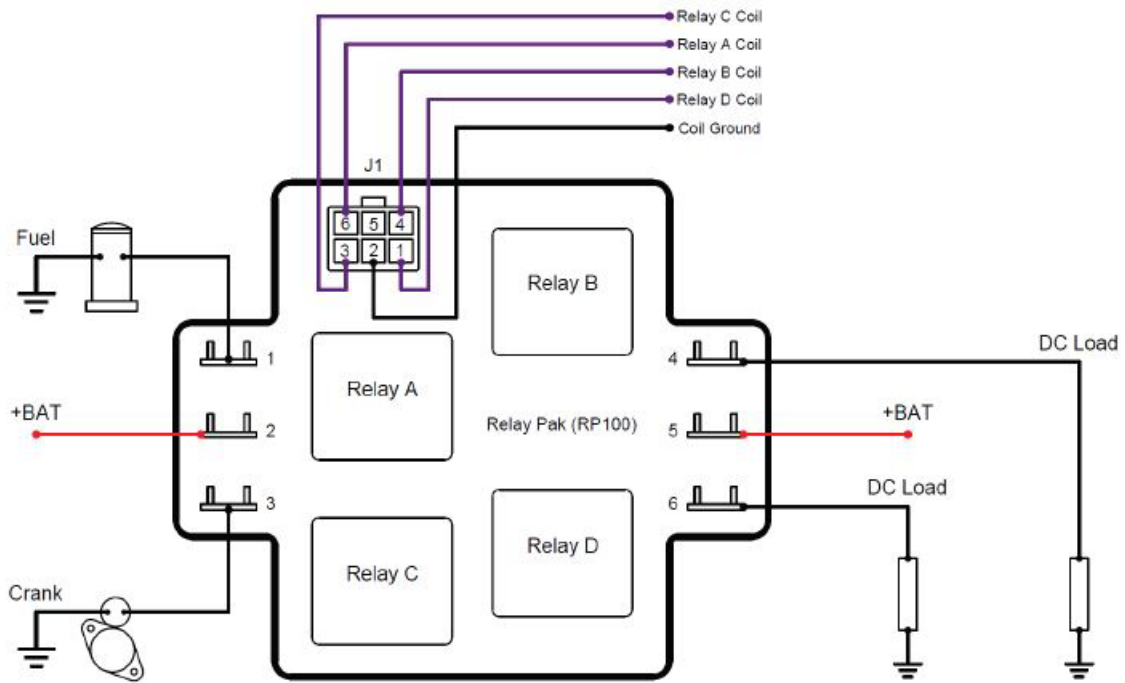 Relay C Coil
Relay A Coil
Relay B Coil
Relay D Coil
Coil Ground
J1
6 5 4
3 2 1
Fuel
Relay B
1
4
DC Load
Relay A
+BAT
2
Relay Pak (RP100)
5
+BAT
3
6
DC Load
Relay D
Relay C
Crank